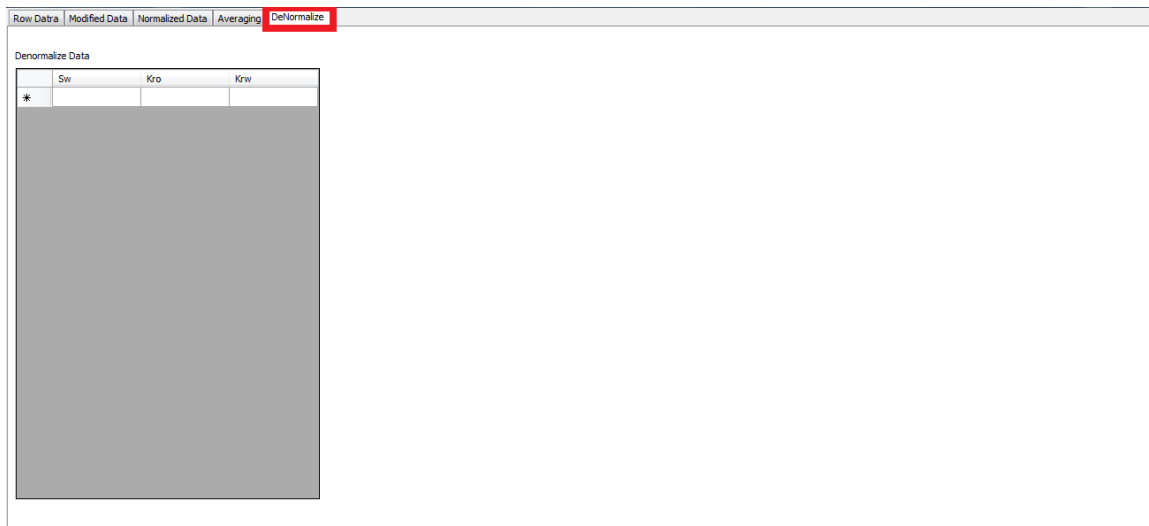 Row Datra Modified Data Normalized Data Averaging DeNormalize
Denormalize Data
Sw Kro Krw
*